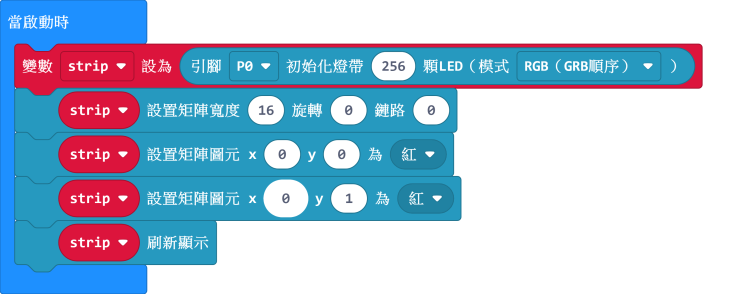 當啟動時
變數 strip 設為 引腳 P0 初始化燈帶 256 顆LED（模式 RGB（GRB順序） ）
strip 設置矩陣寬度 16 旋轉 0 鏈路 0
strip 設置矩陣圖元 x 0 y 0 為 紅
strip 設置矩陣圖元 x 0 y 1 為 紅
strip 刷新顯示